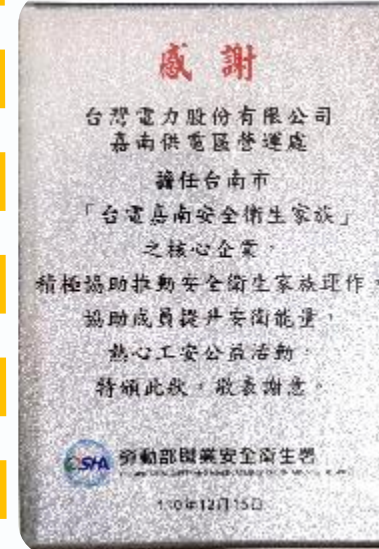 感謝
台灣電力股份有限公司
嘉南供電區營運處
擔任台南市
「台電嘉南安全衛生家族」
之核心企業，
積極協助推動安全衛生家族運作，
協助成員提升安衛能量，
熱心工安公益活動。
特頒此狀，敬表謝意。
OSHA 勞動部職業安全衛生署
110年12月15日